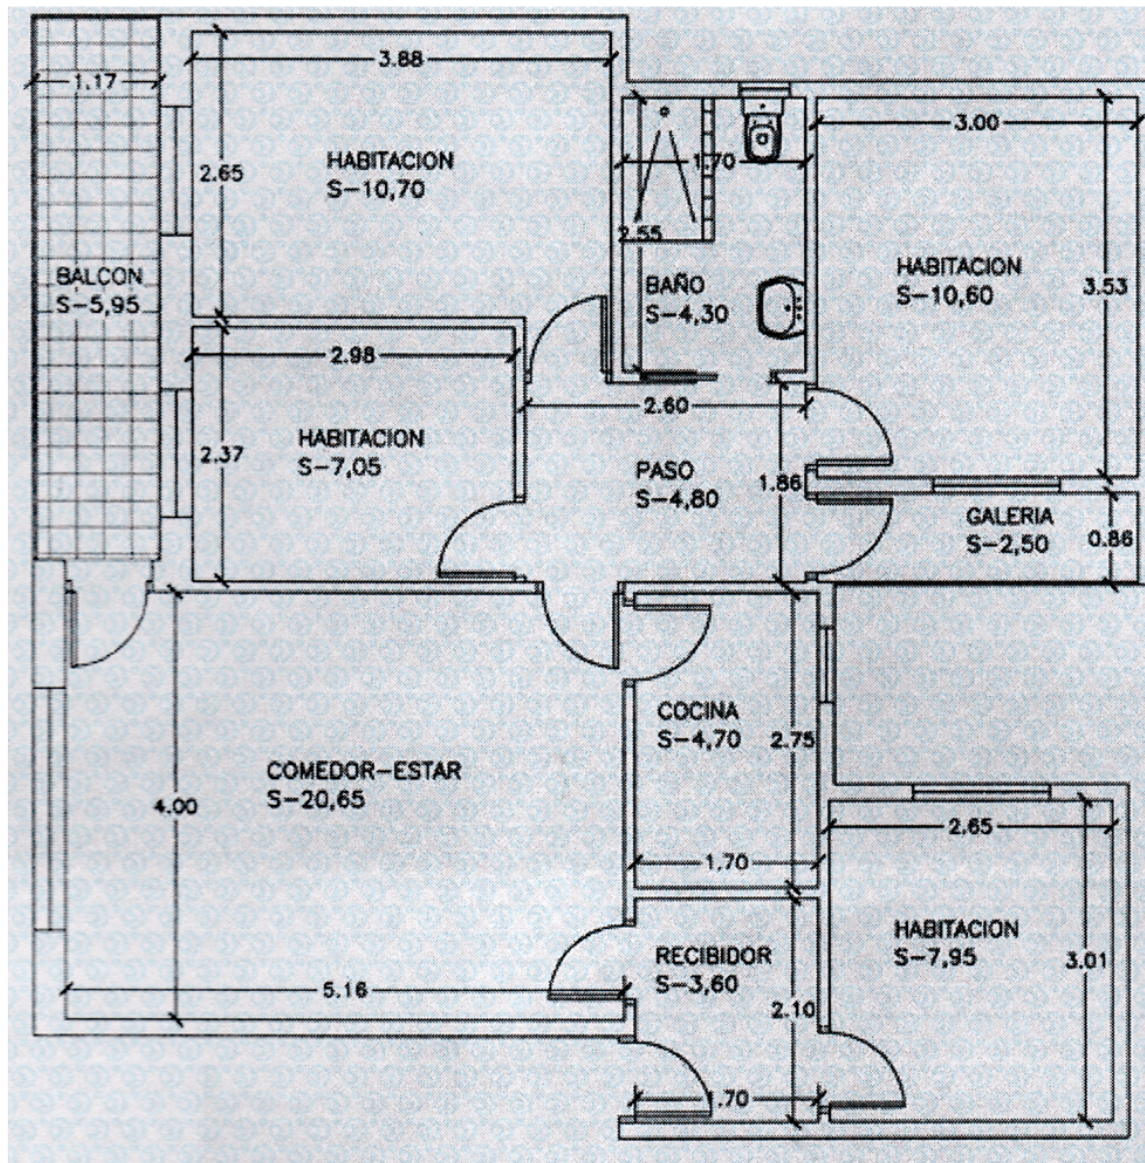 3.88
1.17
3.00
HABITACION
S-10,70
1.70
2.65
2.55
BALCON
S-5,95
BAÑO
S-4,30
HABITACION
S-10,60
3.53
2.98
2.60
HABITACION
S-7,05
2.37
PASO
S-4,80
1.86
GALERIA
S-2,50
0.86
COCINA
S-4,70
2.75
COMEDOR-ESTAR
S-20,65
4.00
2.65
1.70
HABITACION
S-7,95
3.01
RECIBIDOR
S-3,60
5.16
2.10
1.70